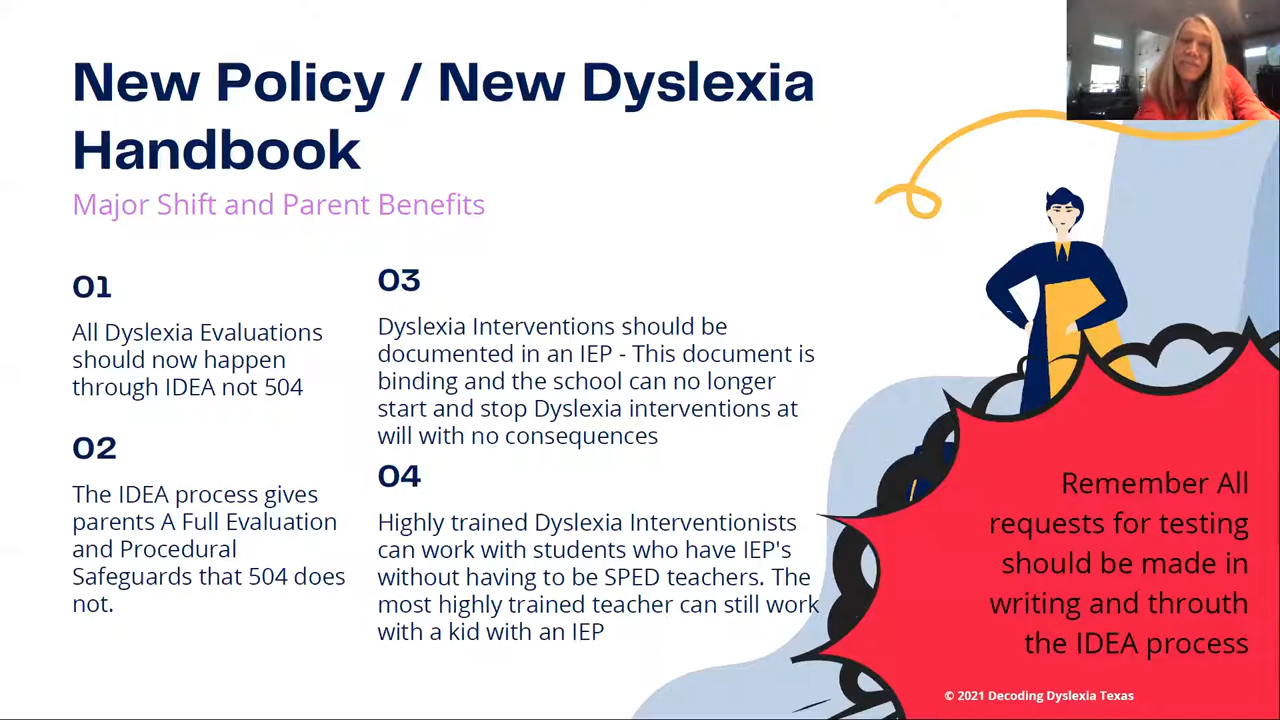 New Policy / New Dyslexia
Handbook
Major Shift and Parent Benefits
01
All Dyslexia Evaluations
should now happen
through IDEA not 504
02
The IDEA process gives
parents A Full Evaluation
and Procedural
Safeguards that 504 does
not.
03
Dyslexia Interventions should be
documented in an IEP - This document is
binding and the school can no longer
start and stop Dyslexia interventions at
will with no consequences
04
Highly trained Dyslexia Interventionists
can work with students who have IEP's
without having to be SPED teachers. The
most highly trained teacher can still work
with a kid with an IEP
Remember All
requests for testing
should be made in
writing and throuth
the IDEA process
© 2021 Decoding Dyslexia Texas